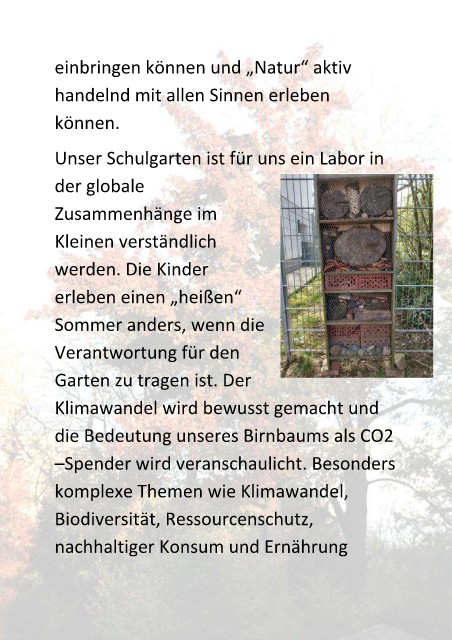 einbringen können und „Natur“ aktiv
handelnd mit allen Sinnen erleben
können.
Unser Schulgarten ist für uns ein Labor in
der globale
Zusammenhänge im
Kleinen verständlich
werden. Die Kinder
erleben einen „heißen“
Sommer anders, wenn die
Verantwortung für den
Garten zu tragen ist. Der
Klimawandel wird bewusst gemacht und
die Bedeutung unseres Birnbaums als CO2
–Spender wird veranschaulicht. Besonders
komplexe Themen wie Klimawandel,
Biodiversität, Ressourcenschutz,
nachhaltiger Konsum und Ernährung